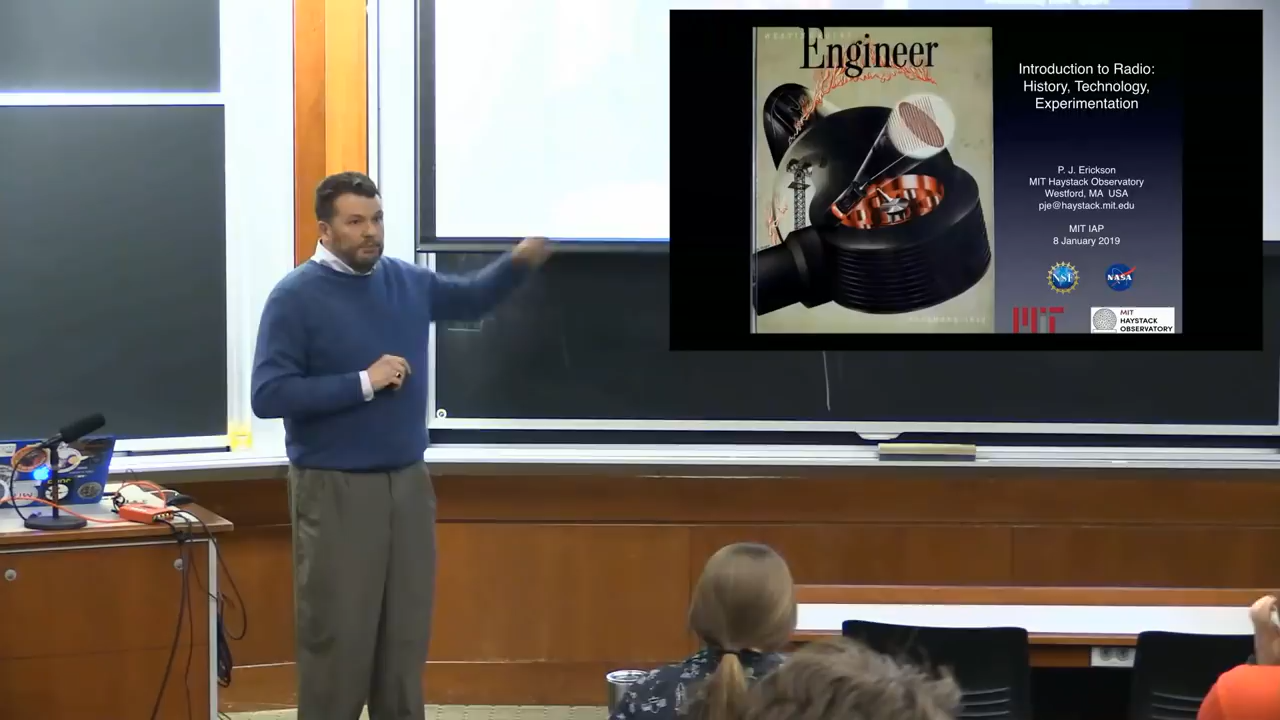 Engineer
Introduction to Radio:
History, Technology,
Experimentation
P. J. Erickson
MIT Haystack Observatory
Westford, MA USA
pje@haystack.mit.edu
MIT IAP
8 January 2019
NSF
NASA
MIT
MIT
HAYSTACK
OBSERVATORY